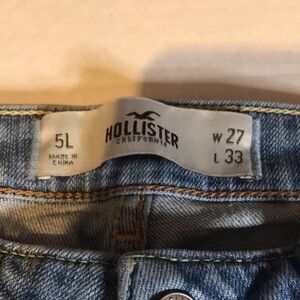 5L
MADE IN
CHINA
HOLLISTER
CALIFORNIA
W 27
L 33